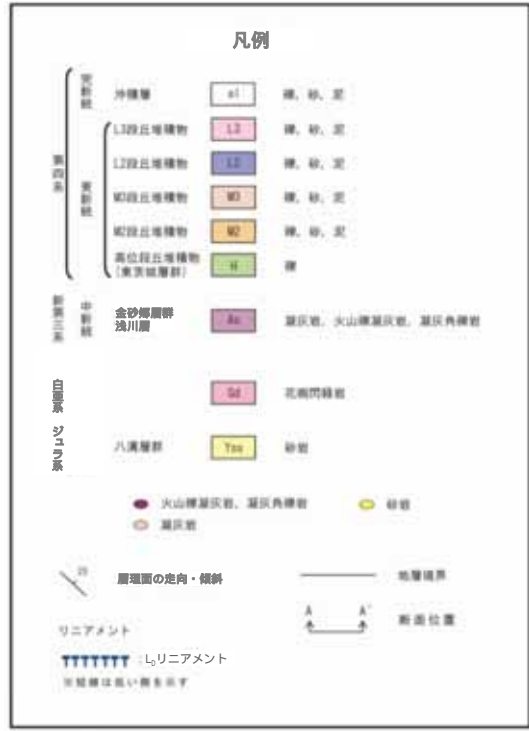 凡例
第四系
完新統
沖積層 al 礫、砂、泥
更新統
L3段丘堆積物 L3 礫、砂、泥
L2段丘堆積物 L2 礫、砂、泥
M3段丘堆積物 M3 礫、砂、泥
M2段丘堆積物 M2 礫、砂、泥
高位段丘堆積物
(東茨城層群) H 礫
新第三系
中新統
金砂郷層群
浅川層 As 凝灰岩、火山礫凝灰岩、凝灰角礫岩
白亜系
Gd 花崗閃緑岩
ジュラ系
八溝層群 Yss 砂岩
火山礫凝灰岩、凝灰角礫岩 砂岩
凝灰岩
層理面の定向・傾斜 地層境界
A A' 断面位置
リニアメント
:LDリニアメント
※短線は低い側を示す